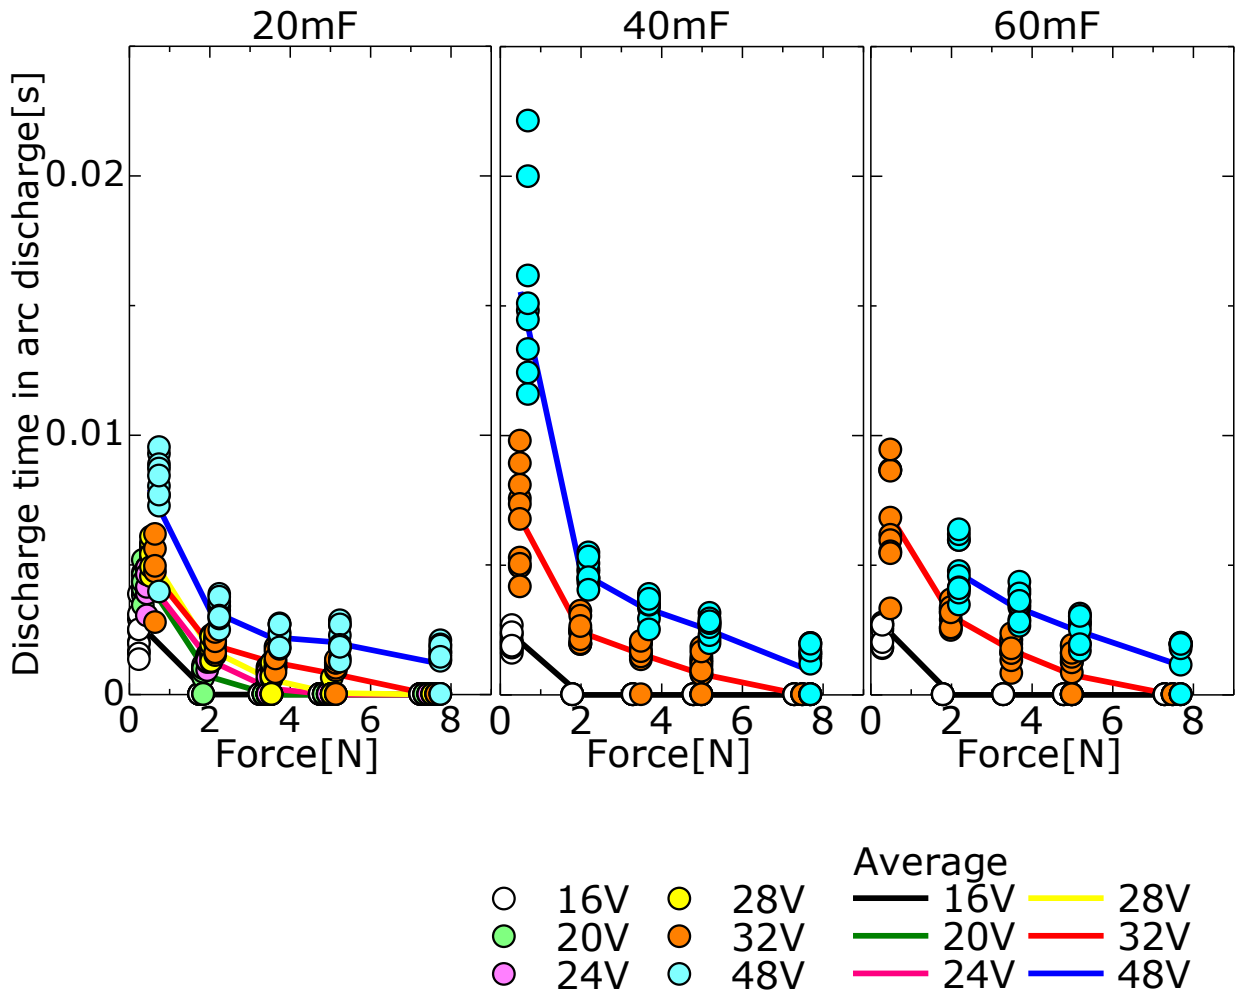 20mF 40mF 60mF
Discharge time in arc discharge[s]
0.02
0.01
0
0 2 4 6 8 0 2 4 6 8 0 2 4 6 8
Force[N] Force[N] Force[N]
Average
16V 28V 16V 28V
20V 32V 20V 32V
24V 48V 24V 48V